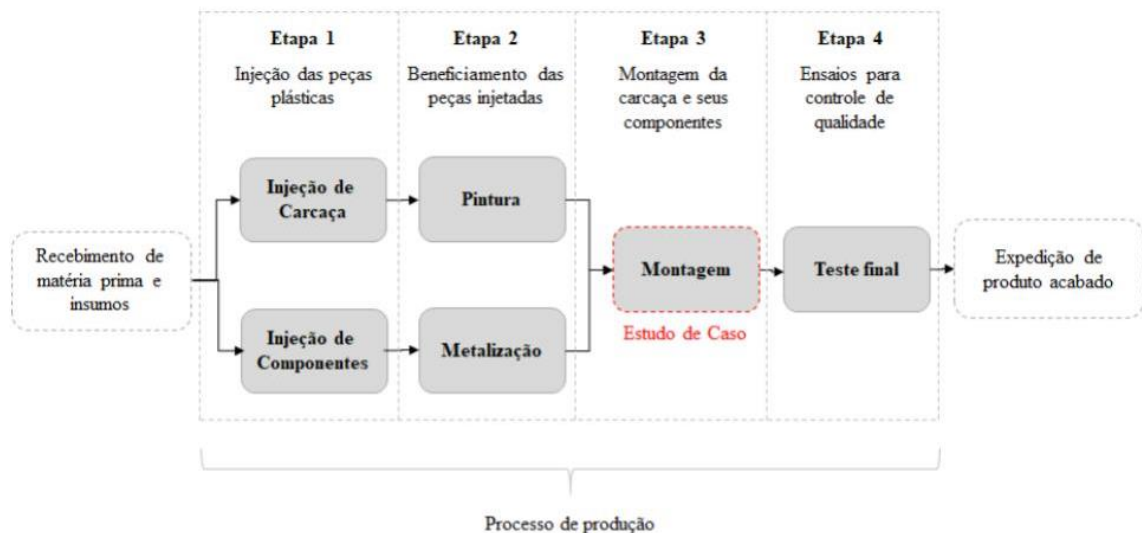 Etapa 1
Injeção das peças
plásticas
Etapa 2
Beneficiamento das
peças injetadas
Etapa 3
Montagem da
carcaça e seus
componentes
Etapa 4
Ensaios para
controle de
qualidade
Recebimento de
matéria prima e
insumos
Injeção de
Carcaça
Pintura
Injeção de
Componentes
Metalização
Montagem
Estudo de Caso
Teste final
Expedição de
produto acabado
Processo de produção